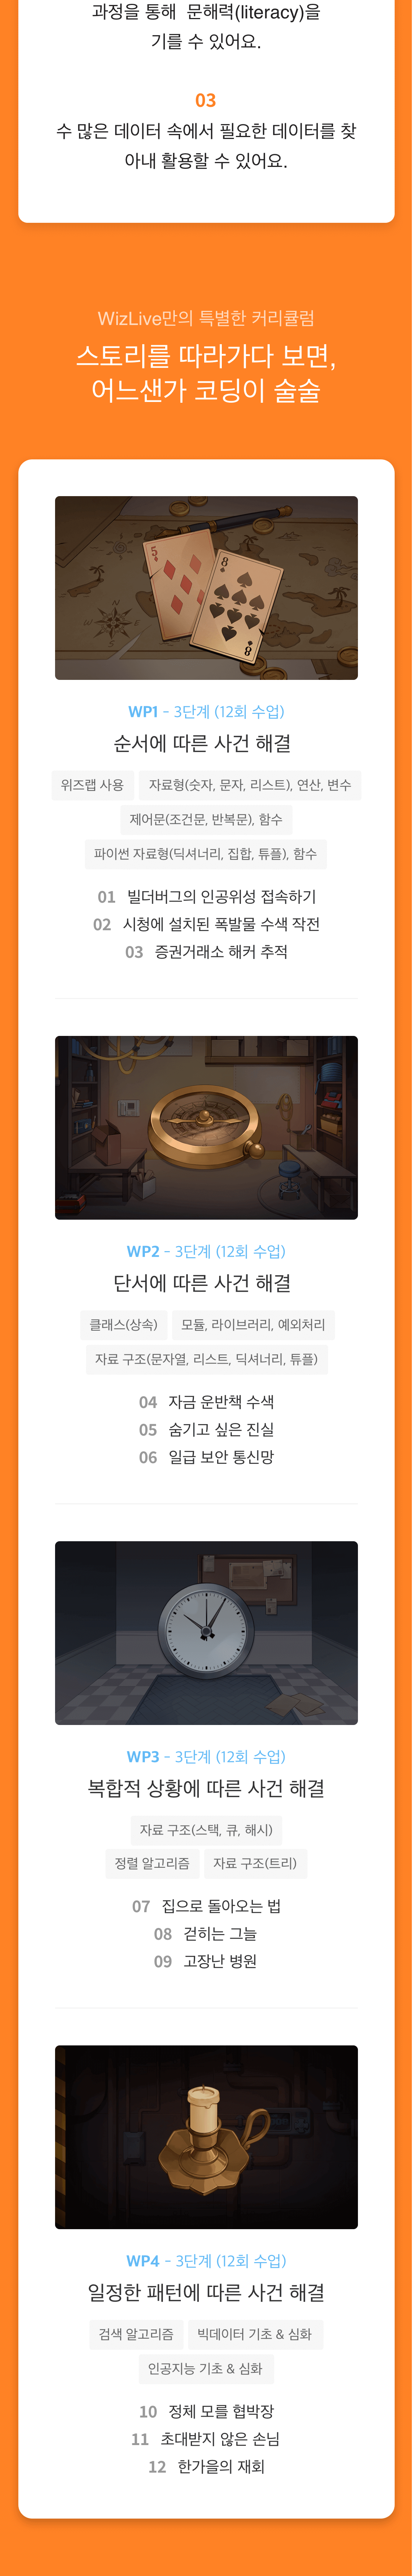 과정을 통해 문해력(literacy)을
기를 수 있어요.
03
수 많은 데이터 속에서 필요한 데이터를 찾
아내 활용할 수 있어요.
WizLive만의 특별한 커리큘럼
스토리를 따라가다 보면,
어느샌가 코딩이 술술
5
8
8
WP1 - 3단계 (12회 수업)
순서에 따른 사건 해결
위즈랩 사용 자료형(숫자, 문자, 리스트), 연산, 변수
제어문(조건문, 반복문), 함수
파이썬 자료형(딕셔너리, 집합, 튜플), 함수
01 빌더버그의 인공위성 접속하기
02 시청에 설치된 폭발물 수색 작전
03 증권거래소 해커 추적
WP2 - 3단계 (12회 수업)
단서에 따른 사건 해결
클래스(상속) 모듈, 라이브러리, 예외처리
자료 구조(문자열, 리스트, 딕셔너리, 튜플)
04 자금 운반책 수색
05 숨기고 싶은 진실
06 일급 보안 통신망
WP3 - 3단계 (12회 수업)
복합적 상황에 따른 사건 해결
자료 구조(스택, 큐, 해시)
정렬 알고리즘 자료 구조(트리)
07 집으로 돌아오는 법
08 걷히는 그늘
09 고장난 병원
WP4 - 3단계 (12회 수업)
일정한 패턴에 따른 사건 해결
검색 알고리즘 빅데이터 기초 & 심화
인공지능 기초 & 심화
10 정체 모를 협박장
11 초대받지 않은 손님
12 한가을의 재회